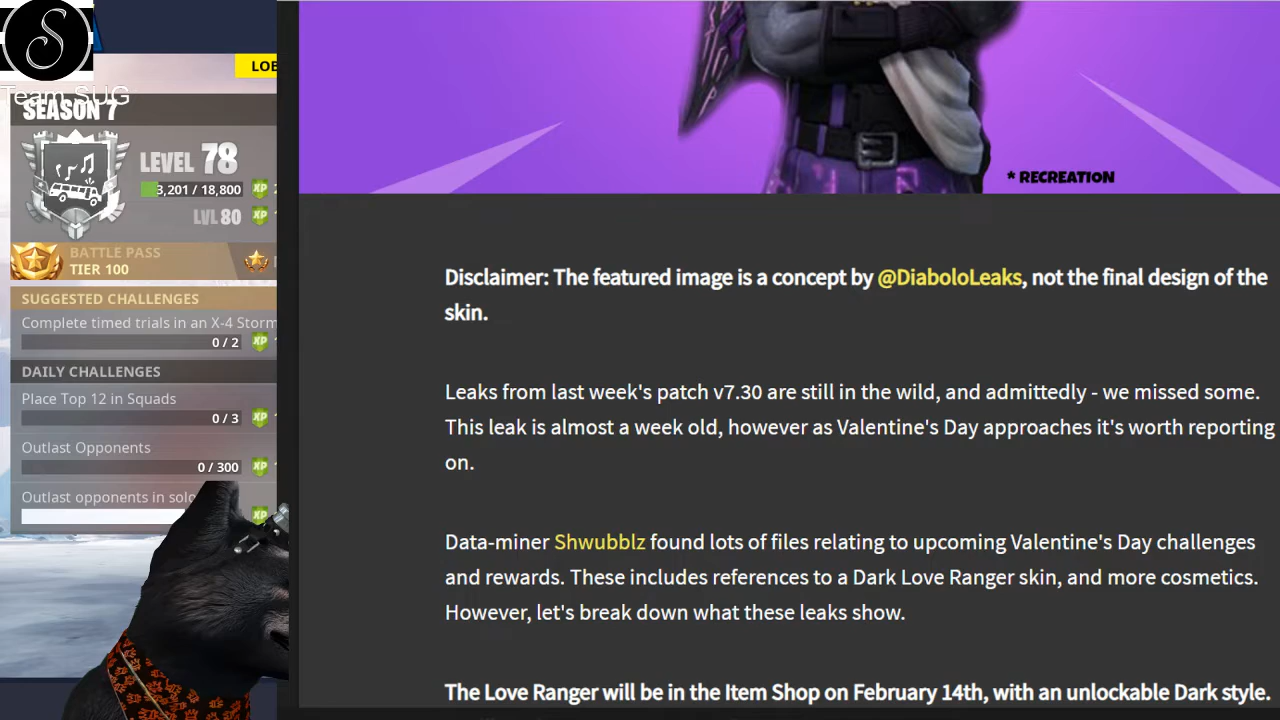 S
LOB
Team SUG
SEASON 7
LEVEL 78
3,201 / 18,800 XP
LVL 80 XP
BATTLE PASS
TIER 100
SUGGESTED CHALLENGES
Complete timed trials in an X-4 Storm
0 / 2 XP
DAILY CHALLENGES
Place Top 12 in Squads
0 / 3 XP
Outlast Opponents
0 / 300 XP
Outlast opponents in solo
XP
* RECREATION
Disclaimer: The featured image is a concept by @DiaboloLeaks, not the final design of the
skin.
Leaks from last week's patch v7.30 are still in the wild, and admittedly - we missed some.
This leak is almost a week old, however as Valentine's Day approaches it's worth reporting
on.
Data-miner Shwubblz found lots of files relating to upcoming Valentine's Day challenges
and rewards. These includes references to a Dark Love Ranger skin, and more cosmetics.
However, let's break down what these leaks show.
The Love Ranger will be in the Item Shop on February 14th, with an unlockable Dark style.